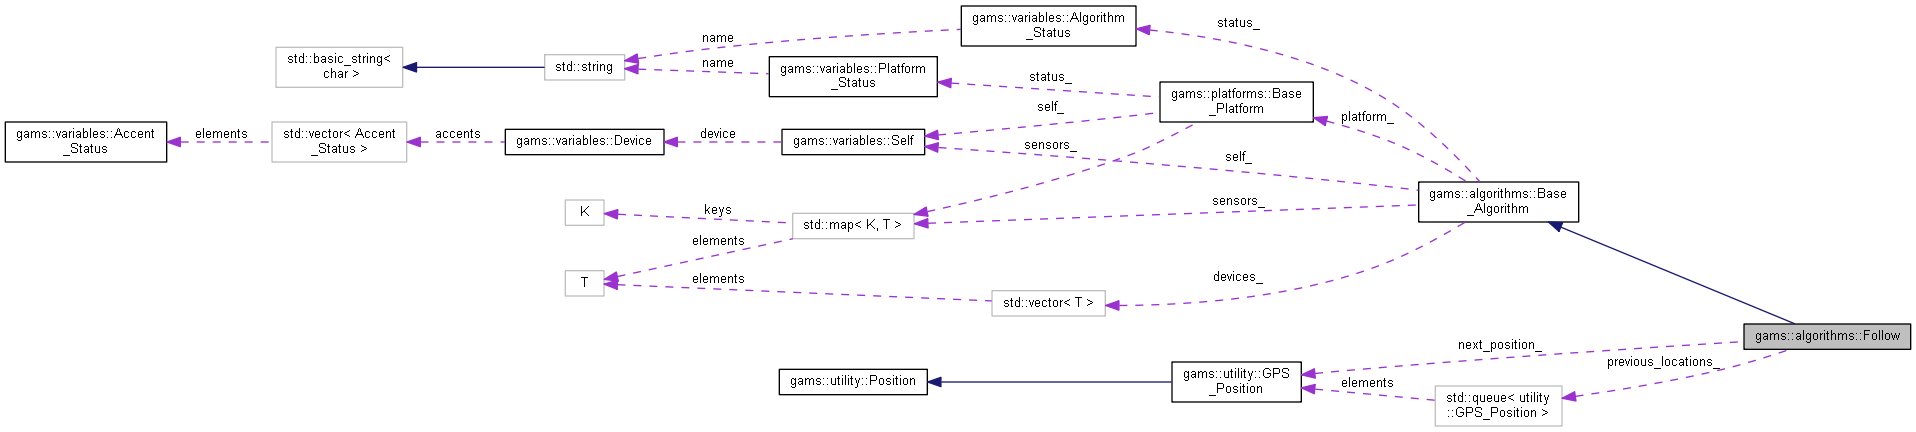 gams::variables::Algorithm
_Status
status_
name
std::basic_string<
char >
std::string
name
gams::variables::Platform
_Status
status_
gams::platforms::Base
_Platform
self_
platform_
gams::variables::Accent
_Status
elements
std::vector< Accent
_Status >
accents
gams::variables::Device
device
gams::variables::Self
sensors_
self_
gams::algorithms::Base
_Algorithm
K
keys
std::map< K, T >
sensors_
elements
T
elements
std::vector< T >
devices_
gams::algorithms::Follow
next_position_
previous_locations_
gams::utility::Position
gams::utility::GPS
_Position
elements
std::queue< utility
::GPS_Position >